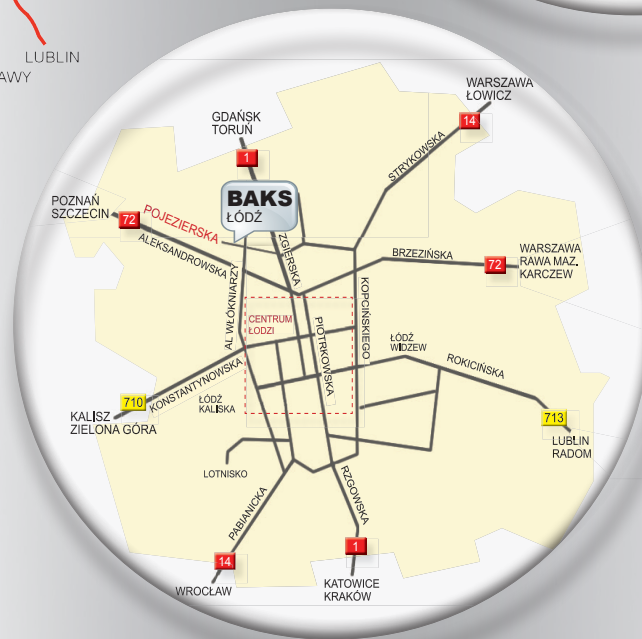 LUBLIN
AWY
WARSZAWA
ŁOWICZ
14
GDAŃSK
TORUŃ
1
STRYKOWSKA
BAKS
ŁÓDŹ
POZNAŃ
SZCZECIN
72
POJEZIERSKA
ALEKSANDROWSKA
ZGIERSKA
BRZEZIŃSKA
72
WARSZAWA
RAWA MAZ.
KARCZEW
AL WŁÓKNIARZY
KOPCIŃSKIEGO
CENTRUM
ŁODZI
PIOTRKOWSKA
ŁÓDŹ
WIDZEW
ROKICIŃSKA
KONSTANTYNOWSKA
710
KALISZ
ZIELONA GÓRA
ŁÓDŹ
KALISKA
713
LUBLIN
RADOM
LOTNISKO
PABIANICKA
RZGOWSKA
14
WROCŁAW
1
KATOWICE
KRAKÓW